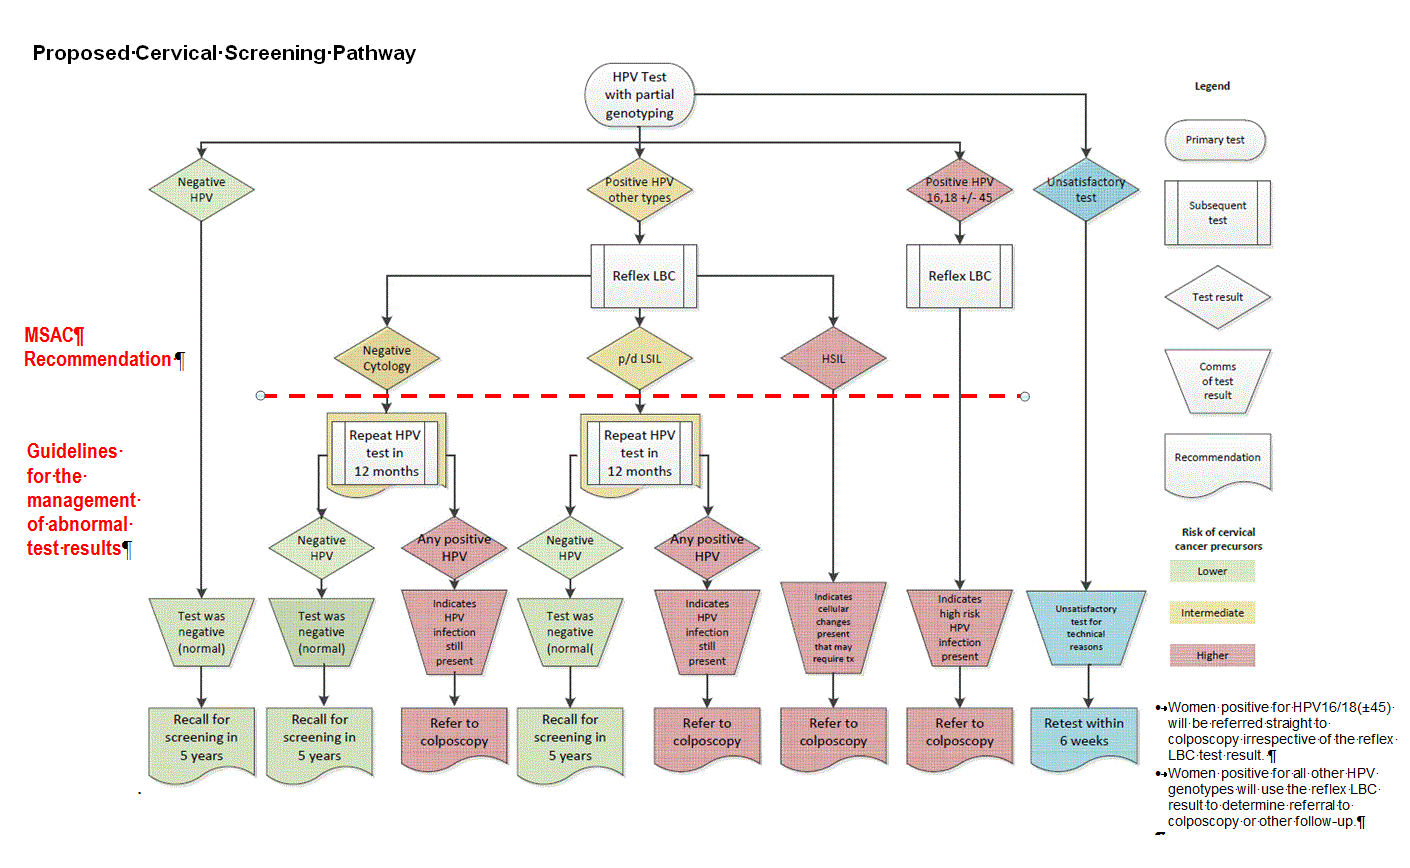 Proposed·Cervical·Screening·Pathway
HPV Test
with partial
genotyping
Legend
Primary test
Negative
HPV
Positive HPV
other types
Positive HPV
16,18 +/- 45
Unsatisfactory
test
Subsequent
test
Reflex LBC
Reflex LBC
Test result
MSAC¶
Recommendation·¶
Negative
Cytology
p/d LSIL
HSIL
Comms
of test
result
Guidelines·
for·the·
management·
of·abnormal·
test·results¶
Repeat HPV
test in
12 months
Repeat HPV
test in
12 months
Recommendation
Negative
HPV
Any positive
HPV
Negative
HPV
Any positive
HPV
Risk of cervical
cancer precursors
Lower
Intermediate
Higher
Test was
negative
(normal)
Test was
negative
(normal)
Indicates
HPV
infection
still
present
Test was
negative
(normal(
Indicates
HPV
infection
still
present
Indicates
cellular
changes
present
that may
require tx
Indicates
high risk
HPV
infection
present
Unsatisfactory
test for
technical
reasons
Recall for
screening in
5 years
Recall for
screening in
5 years
Refer to
colposcopy
Recall for
screening in
5 years
Refer to
colposcopy
Refer to
colposcopy
Refer to
colposcopy
Retest within
6 weeks
•→Women·positive·for·HPV16/18(±45)·
will·be·referred·straight·to·
colposcopy·irrespective·of·the·reflex·
LBC·test·result.·¶
•→Women·positive·for·all·other·HPV·
genotypes·will·use·the·reflex·LBC·
result·to·determine·referral·to·
colposcopy·or·other·follow-up.¶
¶